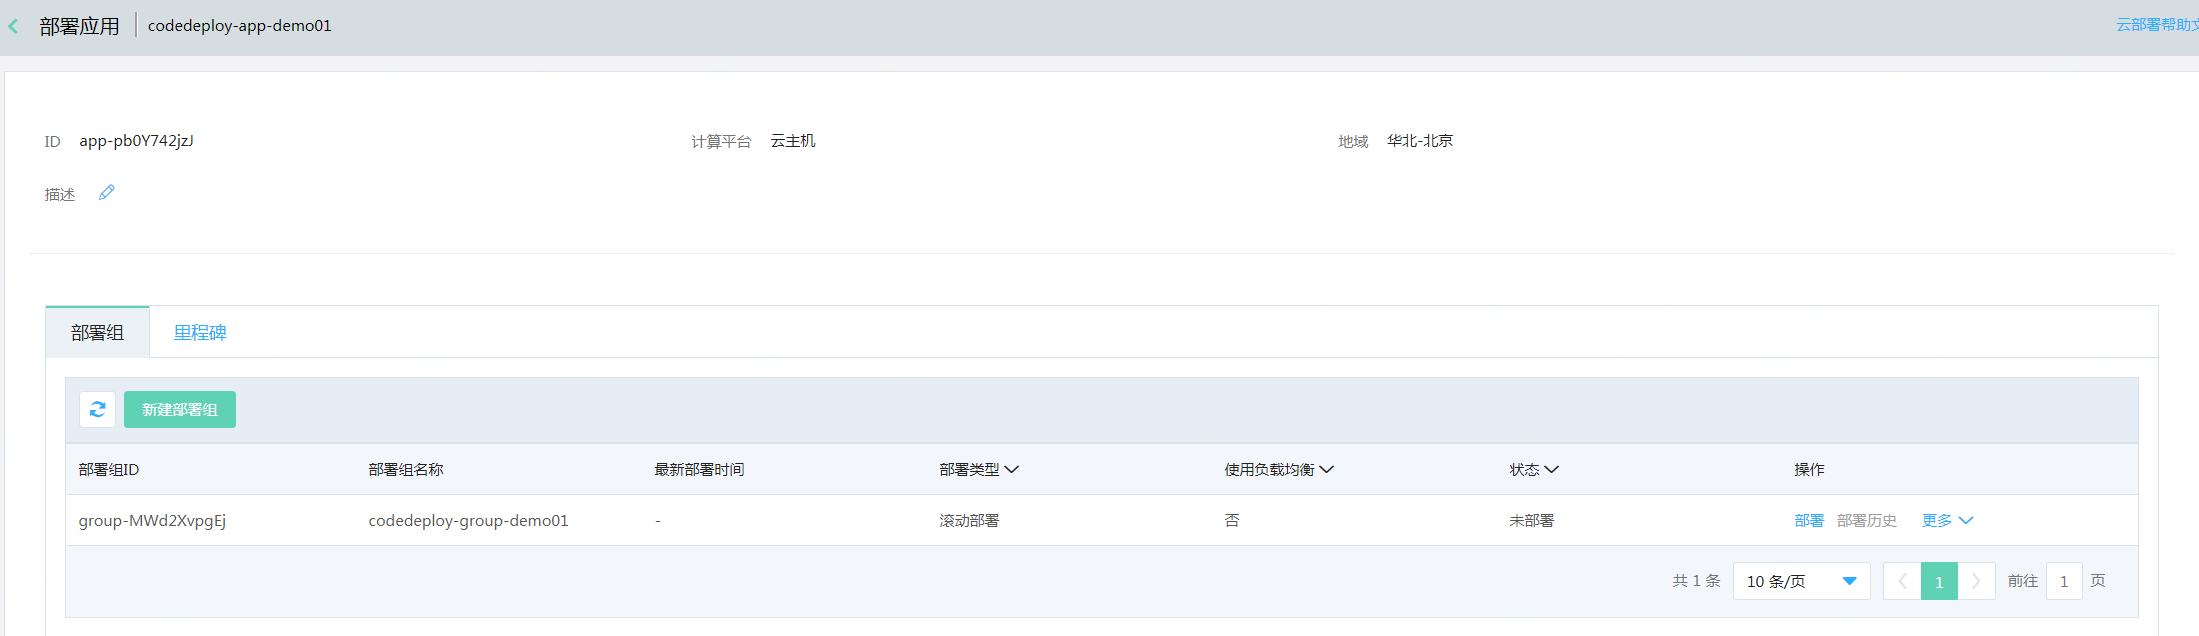 部署应用 codedeploy-app-demo01 云部署帮助
ID app-pb0Y742jzJ 计算平台 云主机 地域 华北-北京
描述
部署组 里程碑
新建部署组
部署组ID 部署组名称 最新部署时间 部署类型 使用负载均衡 状态 操作
group-MWd2XvpgEj codedeploy-group-demo01 - 滚动部署 否 未部署 部署 部署历史 更多
共 1 条 10 条/页 1 前往 1 页